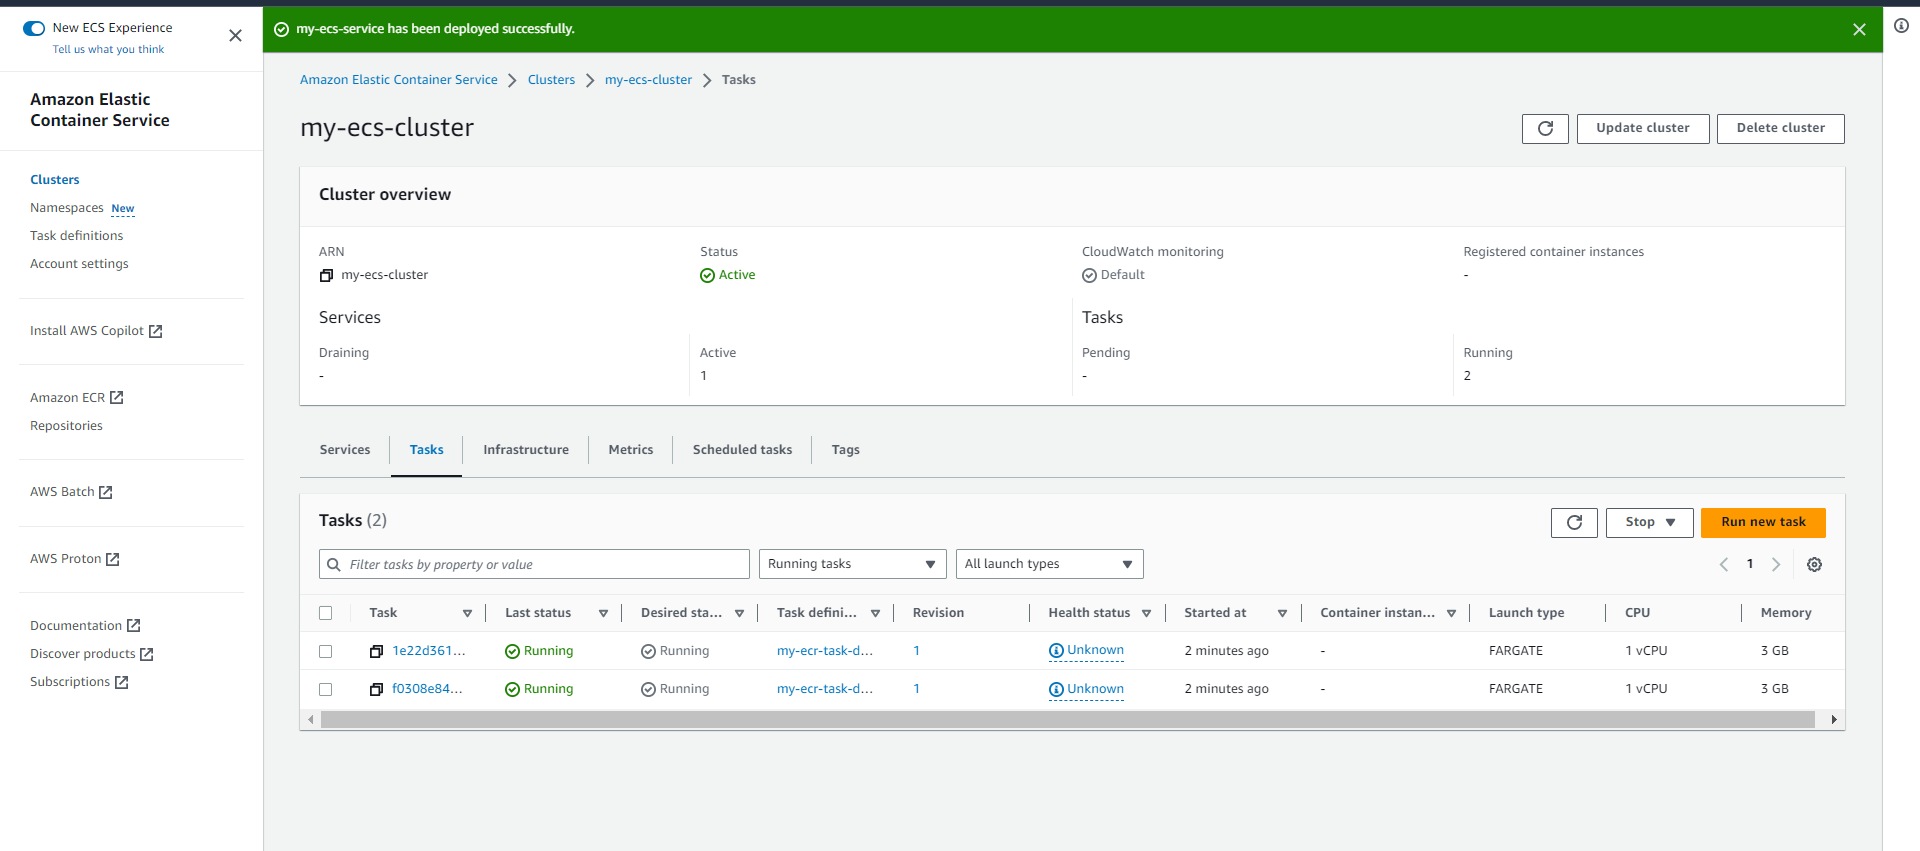 New ECS Experience
Tell us what you think
my-ecs-service has been deployed successfully.
Amazon Elastic Container Service
Clusters
Namespaces New
Task definitions
Account settings
Install AWS Copilot
Amazon ECR
Repositories
AWS Batch
AWS Proton
Documentation
Discover products
Subscriptions
Amazon Elastic Container Service > Clusters > my-ecs-cluster > Tasks
my-ecs-cluster
Update cluster
Delete cluster
Cluster overview
ARN Status CloudWatch monitoring Registered container instances
my-ecs-cluster Active Default -
Services Tasks
Draining Active Pending Running
- 1 - 2
Services Tasks Infrastructure Metrics Scheduled tasks Tags
Tasks (2)
Stop
Run new task
Filter tasks by property or value Running tasks All launch types 1
Task Last status Desired sta... Task defini... Revision Health status Started at Container instan... Launch type CPU Memory
1e22d361... Running Running my-ecr-task-d... 1 Unknown 2 minutes ago - FARGATE 1 vCPU 3 GB
f0308e84... Running Running my-ecr-task-d... 1 Unknown 2 minutes ago - FARGATE 1 vCPU 3 GB